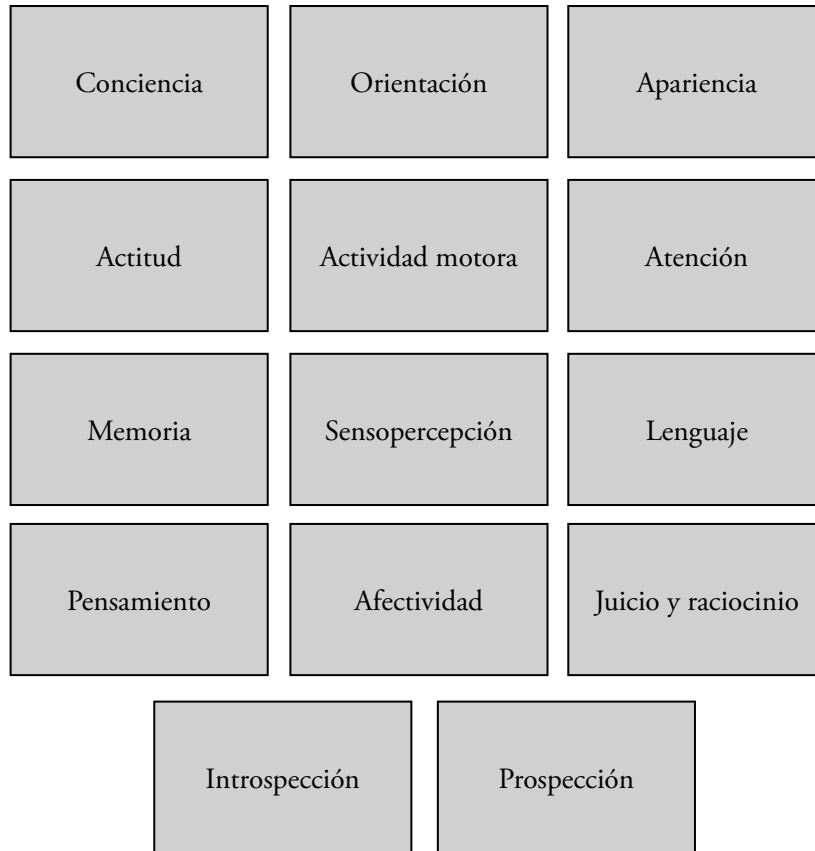 Conciencia
Orientación
Apariencia
Actitud
Actividad motora
Atención
Memoria
Sensopercepción
Lenguaje
Pensamiento
Afectividad
Juicio y raciocinio
Introspección
Prospección